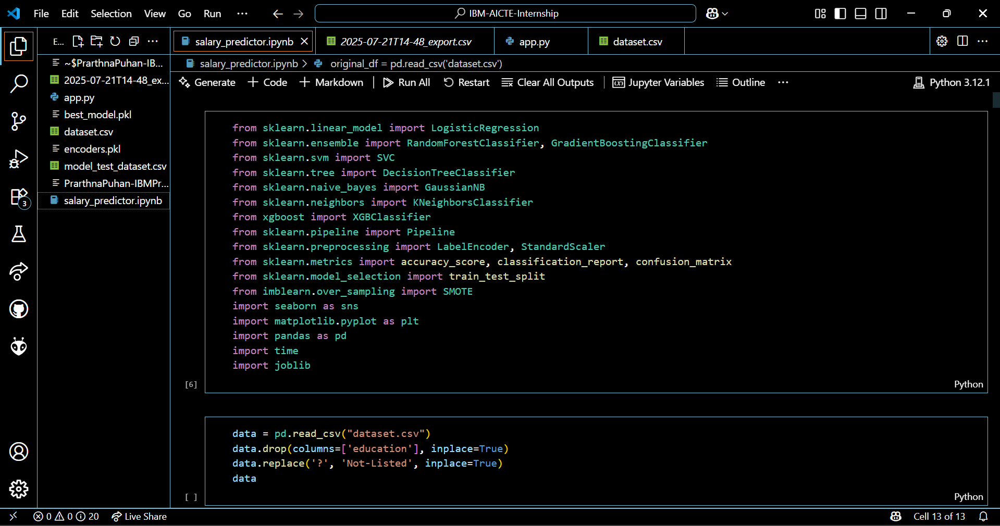 File Edit Selection View Go Run ··· IBM-AICTE-Internship
E...
salary_predictor.ipynb 2025-07-21T14-48_export.csv app.py dataset.csv
~$PrarthnaPuhan-IB...
2025-07-21T14-48_ex...
app.py
best_model.pkl
dataset.csv
encoders.pkl
model_test_dataset.csv
PrarthnaPuhan-IBMPr...
salary_predictor.ipynb
3
salary_predictor.ipynb > original_df = pd.read_csv('dataset.csv')
Generate + Code + Markdown | Run All Restart Clear All Outputs | Jupyter Variables Outline ··· Python 3.12.1
from sklearn.linear_model import LogisticRegression
from sklearn.ensemble import RandomForestClassifier, GradientBoostingClassifier
from sklearn.svm import SVC
from sklearn.tree import DecisionTreeClassifier
from sklearn.naive_bayes import GaussianNB
from sklearn.neighbors import KNeighborsClassifier
from xgboost import XGBClassifier
from sklearn.pipeline import Pipeline
from sklearn.preprocessing import LabelEncoder, StandardScaler
from sklearn.metrics import accuracy_score, classification_report, confusion_matrix
from sklearn.model_selection import train_test_split
from imblearn.over_sampling import SMOTE
import seaborn as sns
import matplotlib.pyplot as plt
import pandas as pd
import time
import joblib
[6] Python
data = pd.read_csv("dataset.csv")
data.drop(columns=['education'], inplace=True)
data.replace('?', 'Not-Listed', inplace=True)
data
[ ] Python
0 0 20 Live Share Cell 13 of 13